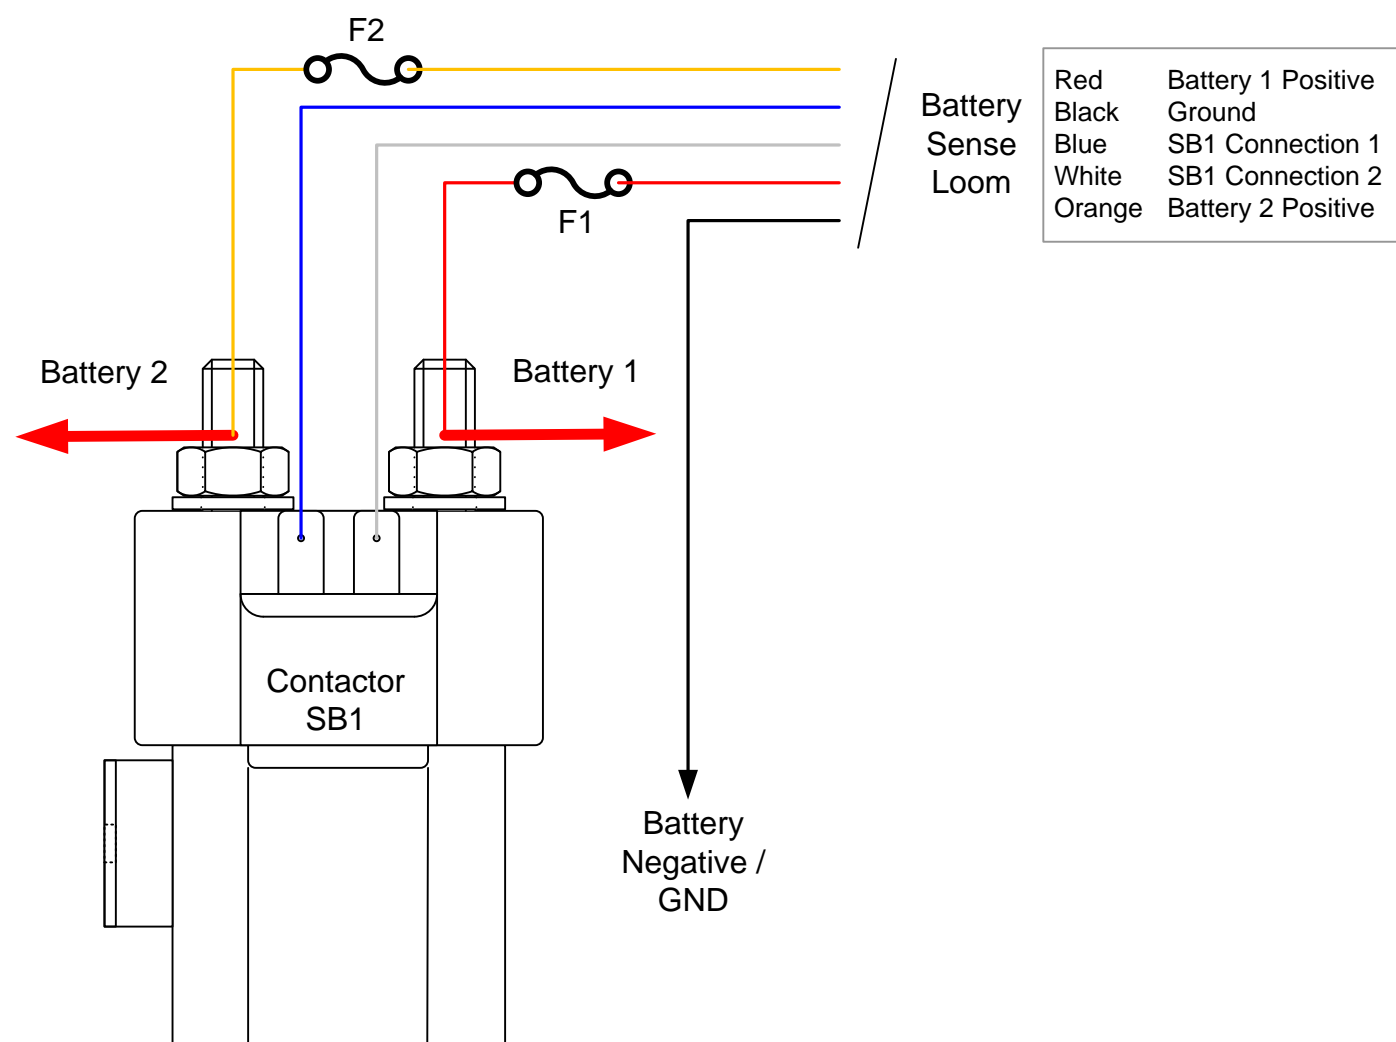 F2
Battery
Sense
Loom
Red Battery 1 Positive
Black Ground
Blue SB1 Connection 1
White SB1 Connection 2
Orange Battery 2 Positive
F1
Battery 2
Battery 1
Contactor
SB1
Battery
Negative /
GND